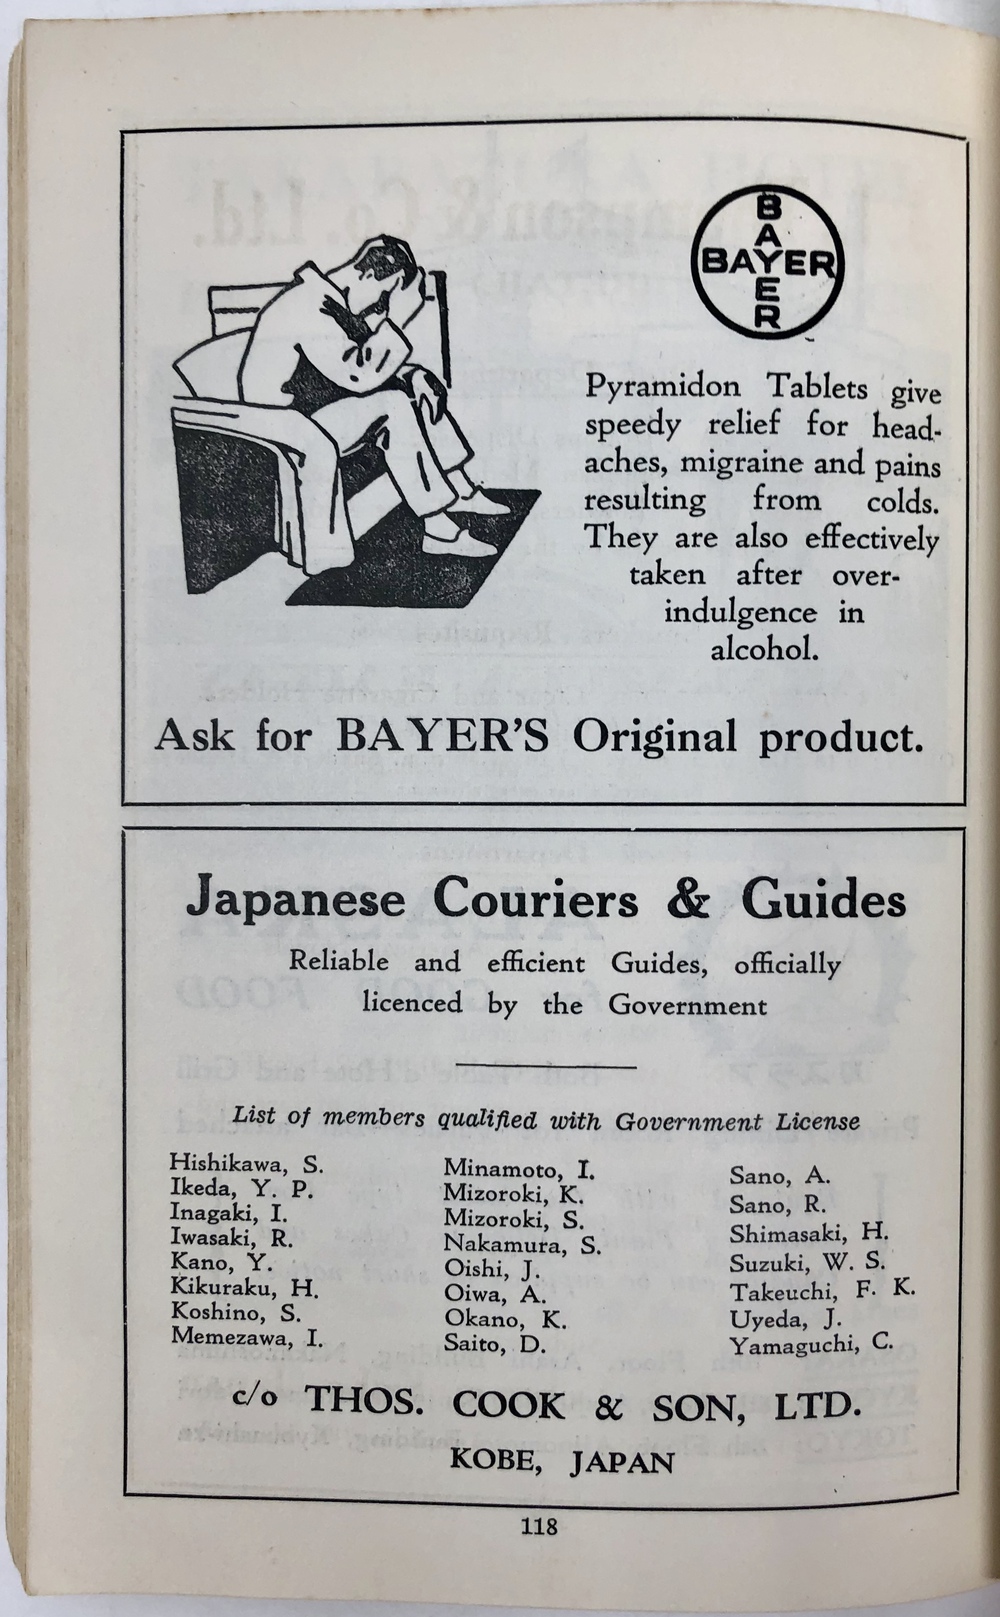 BAYER
BAYER
Pyramidon Tablets give
speedy relief for head-
aches, migraine and pains
resulting from colds.
They are also effectively
taken after over-
indulgence in
alcohol.
Ask for BAYER'S Original product.
Japanese Couriers & Guides
Reliable and efficient Guides, officially
licenced by the Government
List of members qualified with Government License
Hishikawa, S.
Ikeda, Y. P.
Inagaki, I.
Iwasaki, R.
Kano, Y.
Kikuraku, H.
Koshino, S.
Memezawa, I.
Minamoto, I.
Mizoroki, K.
Mizoroki, S.
Nakamura, S.
Oishi, J.
Oiwa, A.
Okano, K.
Saito, D.
Sano, A.
Sano, R.
Shimasaki, H.
Suzuki, W. S.
Takeuchi, F. K.
Uyeda, J.
Yamaguchi, C.
c/o THOS. COOK & SON, LTD.
KOBE, JAPAN
118